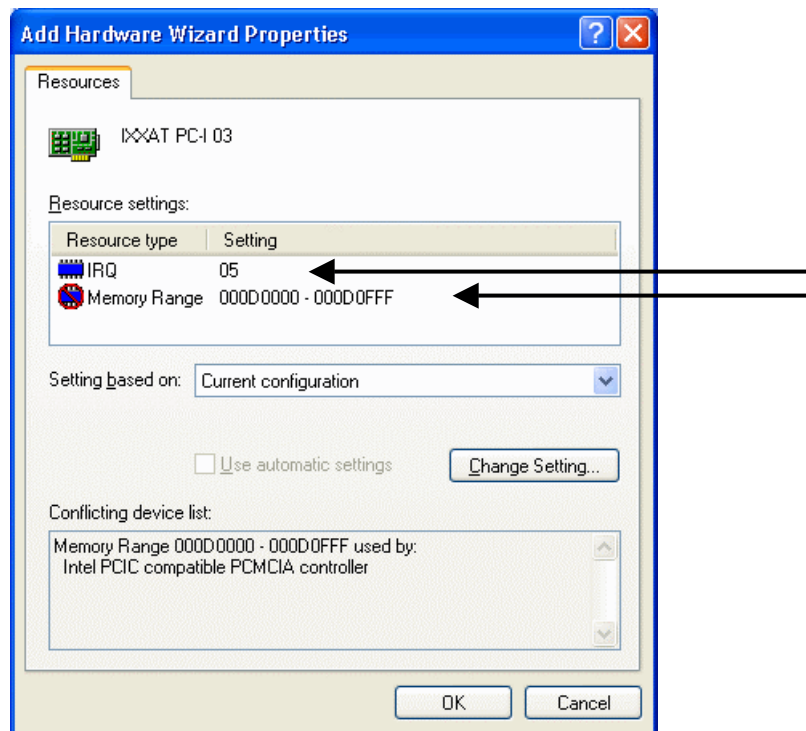 Add Hardware Wizard Properties
Resources
IXXAT PC-I 03
Resource settings:
Resource type Setting
IRQ 05
Memory Range 000D0000 - 000D0FFF
Setting based on: Current configuration
Use automatic settings Change Setting...
Conflicting device list:
Memory Range 000D0000 - 000D0FFF used by:
Intel PCIC compatible PCMCIA controller
OK Cancel